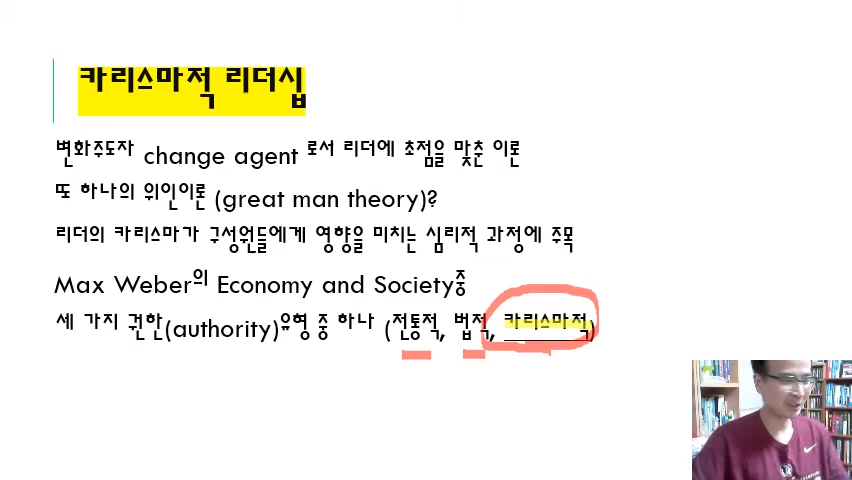 카리스마적 리더십
변화주도자 change agent 로서 리더에 초점을 맞춘 이론
또 하나의 위인이론 (great man theory)?
리더의 카리스마가 구성원들에게 영향을 미치는 심리적 과정에 주목
Max Weber의 Economy and Society중
세 가지 권한(authority)유형 중 하나 (전통적, 법적, 카리스마적)